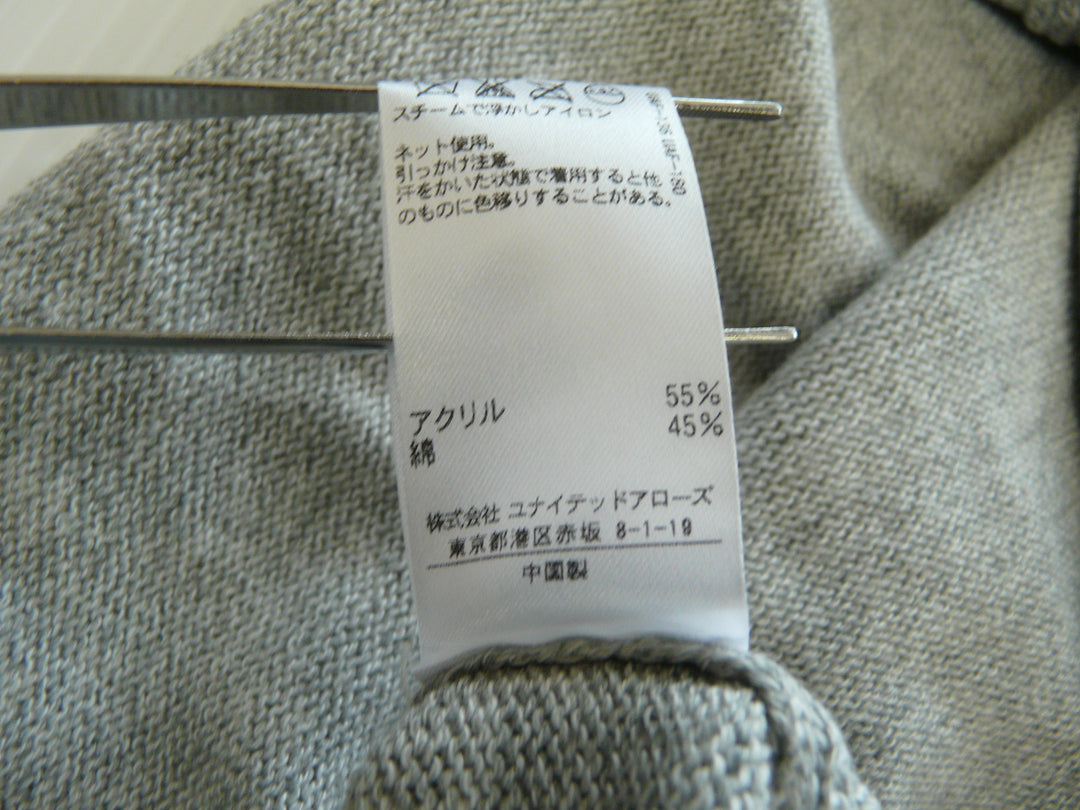 スチームで浮かしアイロン
ネット使用。
引っかけ注意。
汗をかいた状態で着用すると他
のものに色移りすることがある。
アクリル 55%
綿 45%
株式会社 ユナイテッドアローズ
東京都港区赤坂 8-1-19
中国製